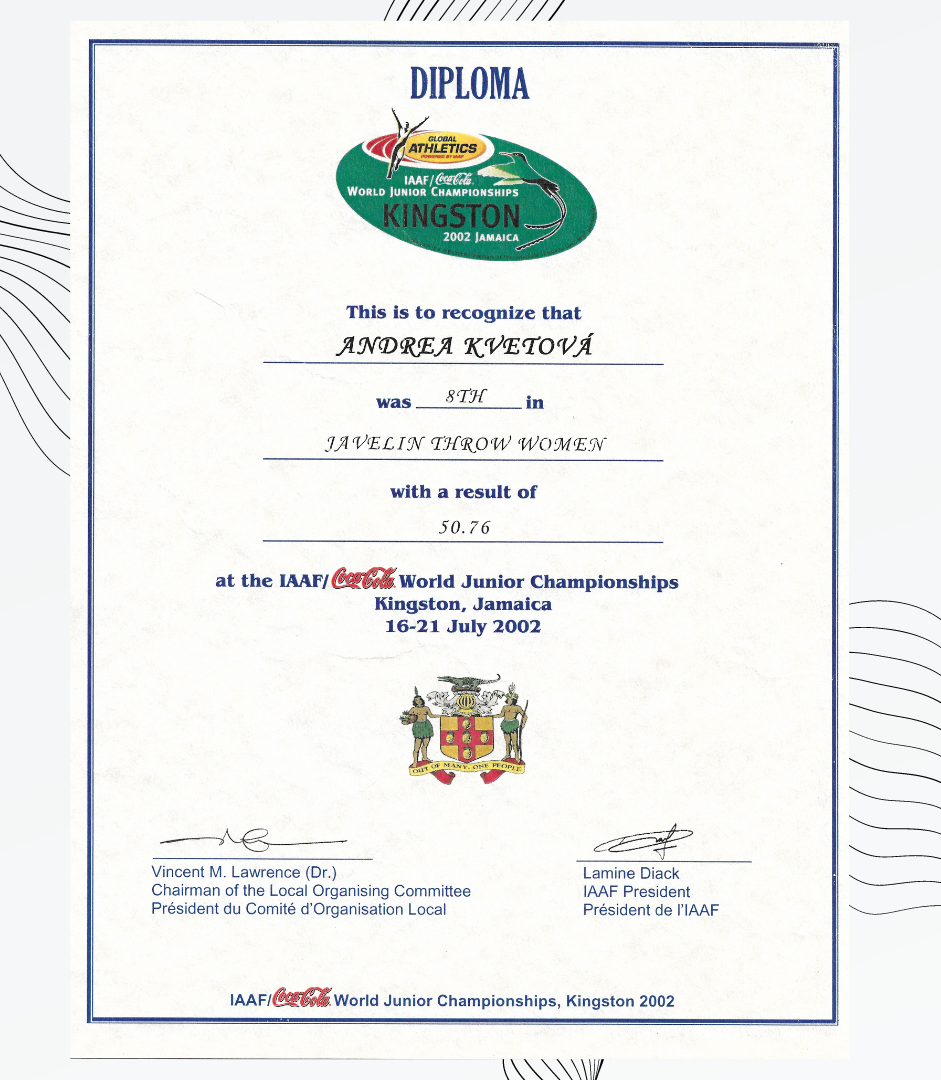 DIPLOMA
GLOBAL
ATHLETICS
POWERED BY IAAF
IAAF/Coca-Cola
WORLD JUNIOR CHAMPIONSHIPS
KINGSTON
2002 JAMAICA
This is to recognize that
ANDREA KVETOVÁ
was 8TH in
JAVELIN THROW WOMEN
with a result of
50.76
at the IAAF/Coca-Cola World Junior Championships
Kingston, Jamaica
16-21 July 2002
OUT OF MANY, ONE PEOPLE
Vincent M. Lawrence (Dr.)
Chairman of the Local Organising Committee
Président du Comité d'Organisation Local
Lamine Diack
IAAF President
Président de l'IAAF
IAAF/Coca-Cola World Junior Championships, Kingston 2002